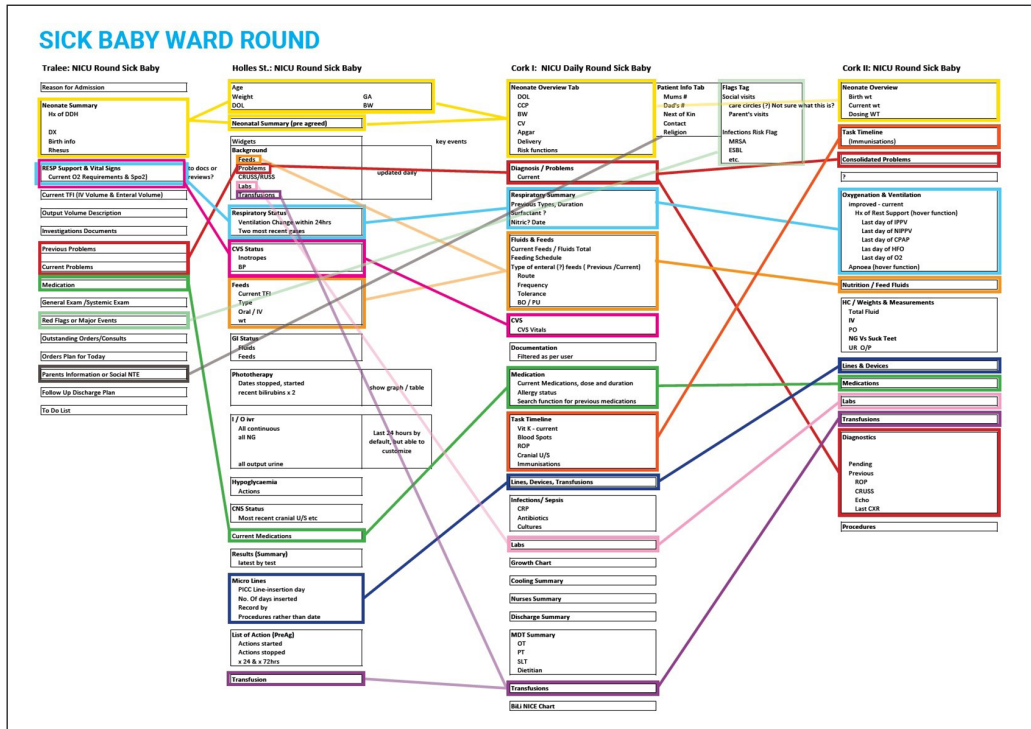 SICK BABY WARD ROUND
Tralee: NICU Round Sick Baby
Reason for Admission
Neonate Summary
Hx of DDH
DX
Birth info
Rhesus
RESP Support & Vital Signs
Current O2 Requirements & Spo2)
Current TFI (IV Volume & Enteral Volume)
Output Volume Description
Investigations Documents
Previous Problems
Current Problems
Medication
General Exam /Systemic Exam
Red Flags or Major Events
Outstanding Orders/Consults
Orders Plan for Today
Parents Information or Social NTE
Follow Up Discharge Plan
To Do List
to docs or
reviews?
Holles St.: NICU Round Sick Baby
Age
Weight GA
DOL BW
Neonatal Summary (pre agreed)
Widgets key events
Background
Feeds
Problems updated daily
CRUSS/RUSS
Labs
Transfusions
Respiratory Status
Ventilation Change within 24hrs
Two most recent gases
CVS Status
Inotropes
BP
Feeds
Current TFI
Type
Oral / IV
wt
GI Status
Fluids
Feeds
Phototherapy
Dates stopped, started
recent bilirubins x 2
show graph / table
I / O ivr
All continuous
all NG
all output urine
Last 24 hours by
default, but able to
customize
Hypoglycaemia
Actions
CNS Status
Most recent cranial U/S etc
Current Medications
Results (Summary)
latest by test
Micro Lines
PICC Line-insertion day
No. Of days inserted
Record by
Procedures rather than date
List of Action (ProAg)
Actions started
Actions stopped
x 24 & x 72hrs
Transfusion
Cork I: NICU Daily Round Sick Baby
Neonate Overview Tab
DOL
CCP
BW
CV
Apgar
Delivery
Risk functions
Diagnosis / Problems
Current
Respiratory Summary
Previous Types, Duration
Surfactant ?
Nitric? Date
Fluids & Feeds
Current Feeds / Fluids Total
Feeding Schedule
Type of enteral (?) feeds ( Previous /Current)
Route
Frequency
Tolerance
BO / PU
CVS
CVS Vitals
Documentation
Filtered as per user
Medication
Current Medications, dose and duration
Allergy status
Search function for previous medications
Task Timeline
Vit K - current
Blood Spots
ROP
Cranial U/S
Immunisations
Lines, Devices, Transfusions
Infections/ Sepsis
CRP
Antibiotics
Cultures
Labs
Growth Chart
Cooling Summary
Nurses Summary
Discharge Summary
MDT Summary
OT
PT
SLT
Dietitian
Transfusions
BiLi NICE Chart
Patient Info Tab
Mums #
Dad's #
Next of Kin
Contact
Religion
Flags Tag
Social visits
care circles (?) Not sure what this is?
Parent's visits
Infections Risk Flag
MRSA
ESBL
etc.
Cork II: NICU Round Sick Baby
Neonate Overview
Birth wt
Current wt
Dosing WT
Task Timeline
(Immunisations)
Consolidated Problems
?
Oxygenation & Ventilation
improved - current
Hx of Rest Support (hover function)
Last day of IPPV
Last day of NIPPV
Last day of CPAP
Las day of HFO
Last day of O2
Apnoea (hover function)
Nutrition / Feed Fluids
HC / Weights & Measurements
Total Fluid
IV
PO
NG Vs Suck Teet
UR O/P
Lines & Devices
Medications
Labs
Transfusions
Diagnostics
Pending
Previous
ROP
CRUSS
Echo
Last CXR
Procedures